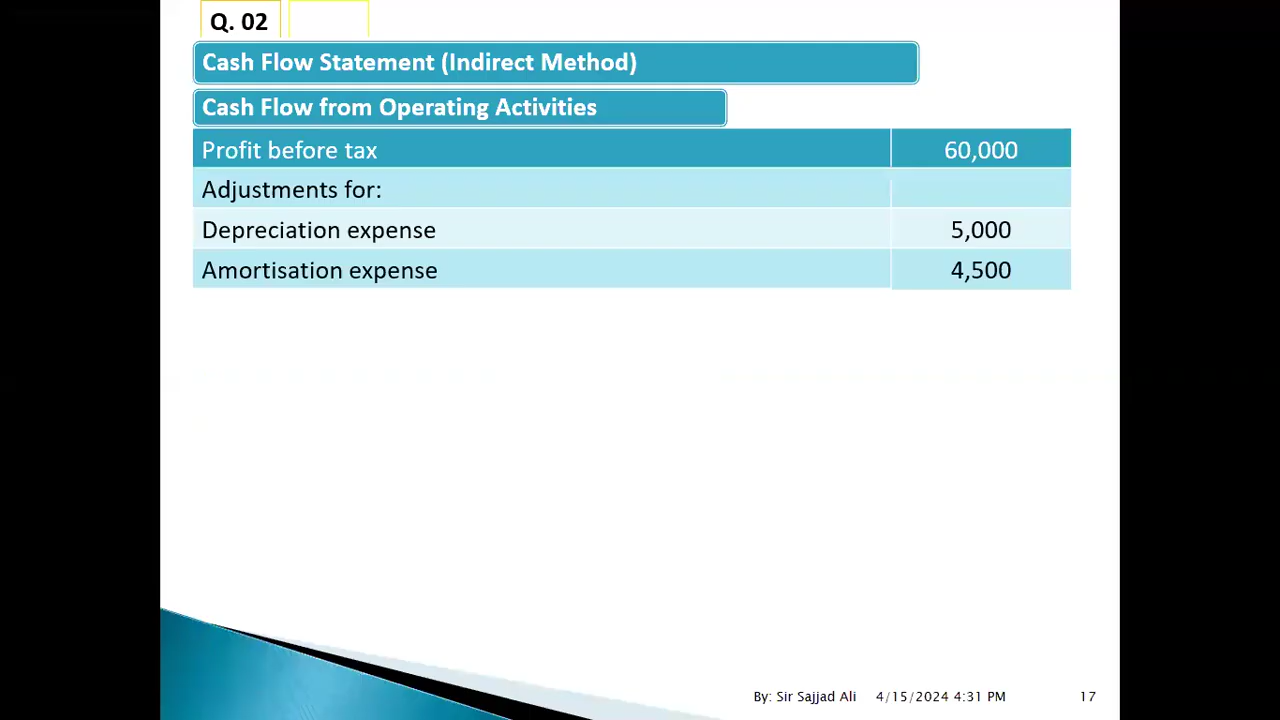 Q. 02
Cash Flow Statement (Indirect Method)
Cash Flow from Operating Activities
Profit before tax 60,000
Adjustments for:
Depreciation expense 5,000
Amortisation expense 4,500
By: Sir Sajjad Ali 4/15/2024 4:31 PM 17